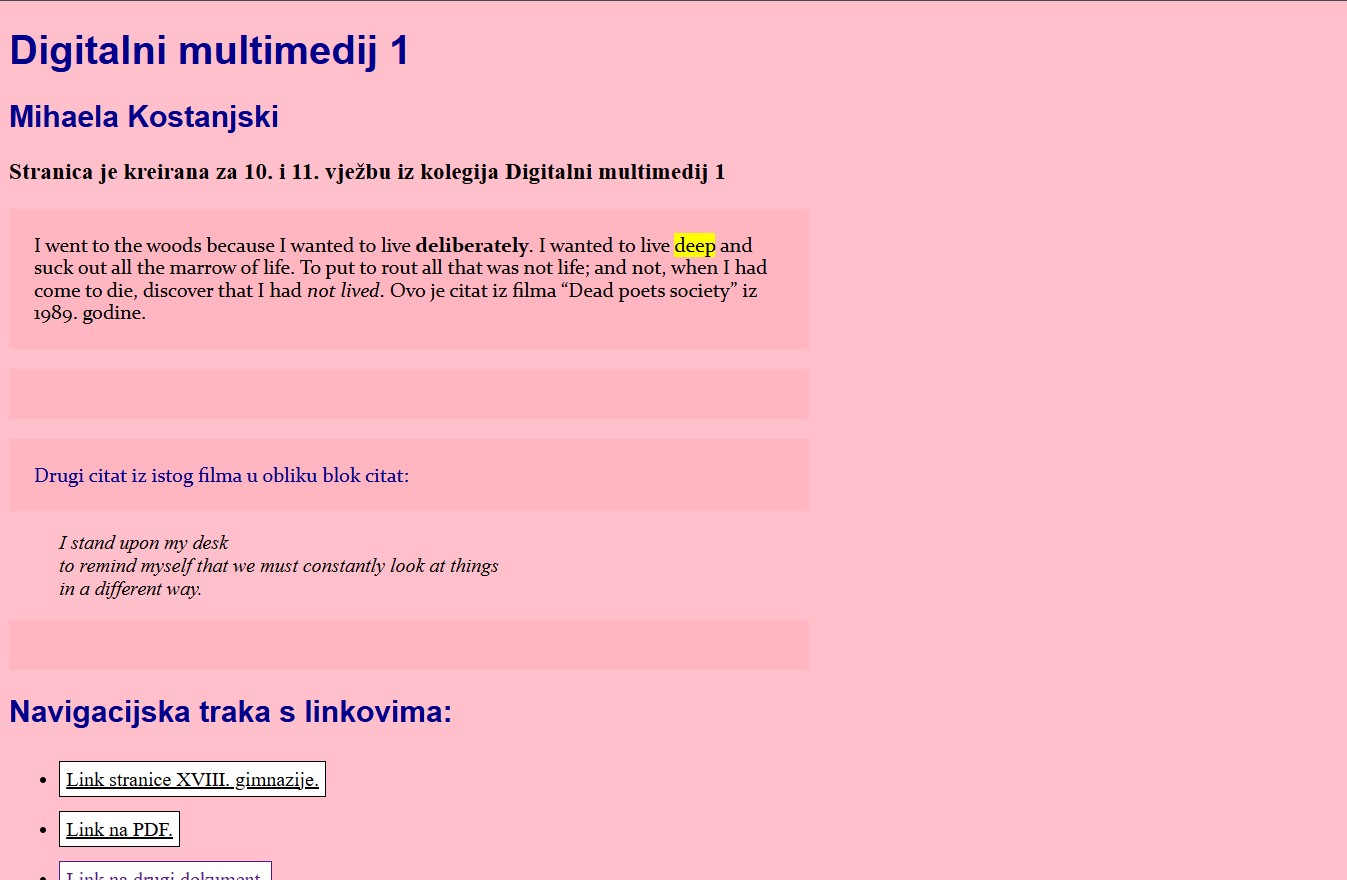 Digitalni multimedij 1
Mihaela Kostanjski
Stranica je kreirana za 10. i 11. vježbu iz kolegija Digitalni multimedij 1
I went to the woods because I wanted to live deliberately. I wanted to live deep and
suck out all the marrow of life. To put to rout all that was not life; and not, when I had
come to die, discover that I had not lived. Ovo je citat iz filma “Dead poets society” iz
1989. godine.
Drugi citat iz istog filma u obliku blok citat:
I stand upon my desk
to remind myself that we must constantly look at things
in a different way.
Navigacijska traka s linkovima:
Link stranice XVIII. gimnazije.
Link na PDF.
Link na drugi dokument.